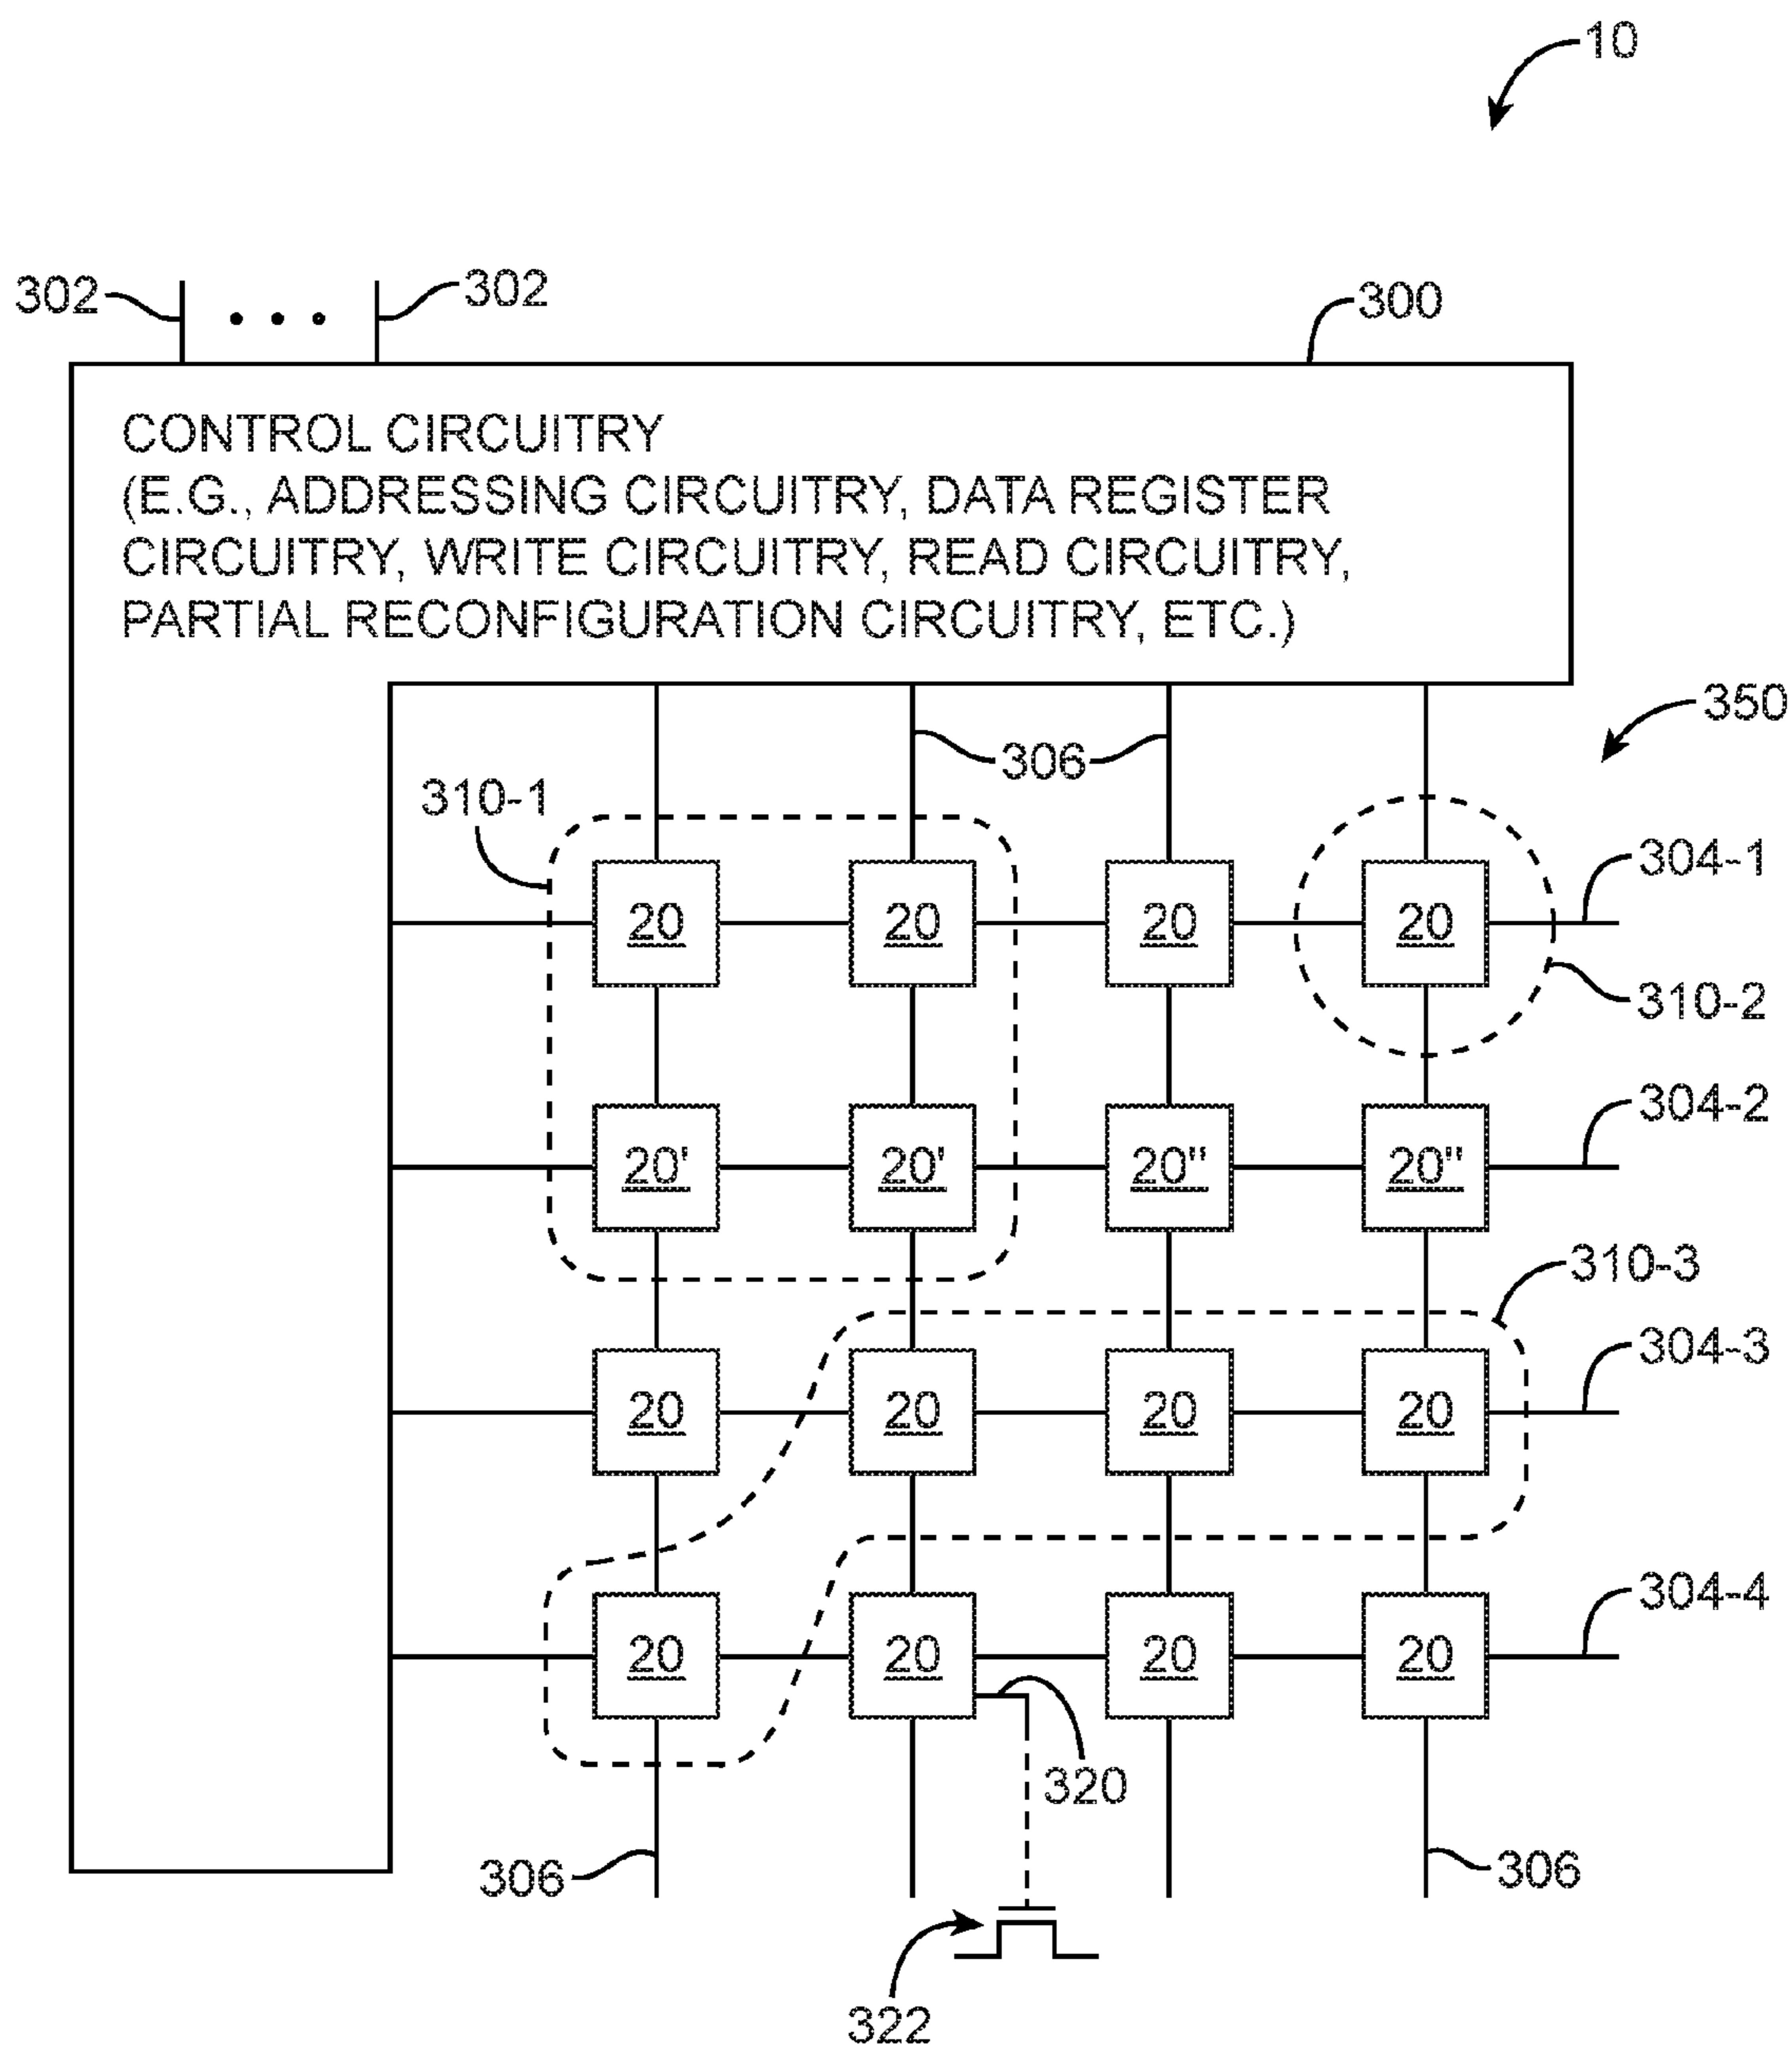 10
302
302
300
CONTROL CIRCUITRY
(E.G., ADDRESSING CIRCUITRY, DATA REGISTER
CIRCUITRY, WRITE CIRCUITRY, READ CIRCUITRY,
PARTIAL RECONFIGURATION CIRCUITRY, ETC.)
350
306
310-1
304-1
20 20 20 20
310-2
304-2
20' 20' 20" 20"
310-3
304-3
20 20 20 20
304-4
20 20 20 20
320
306
306
322